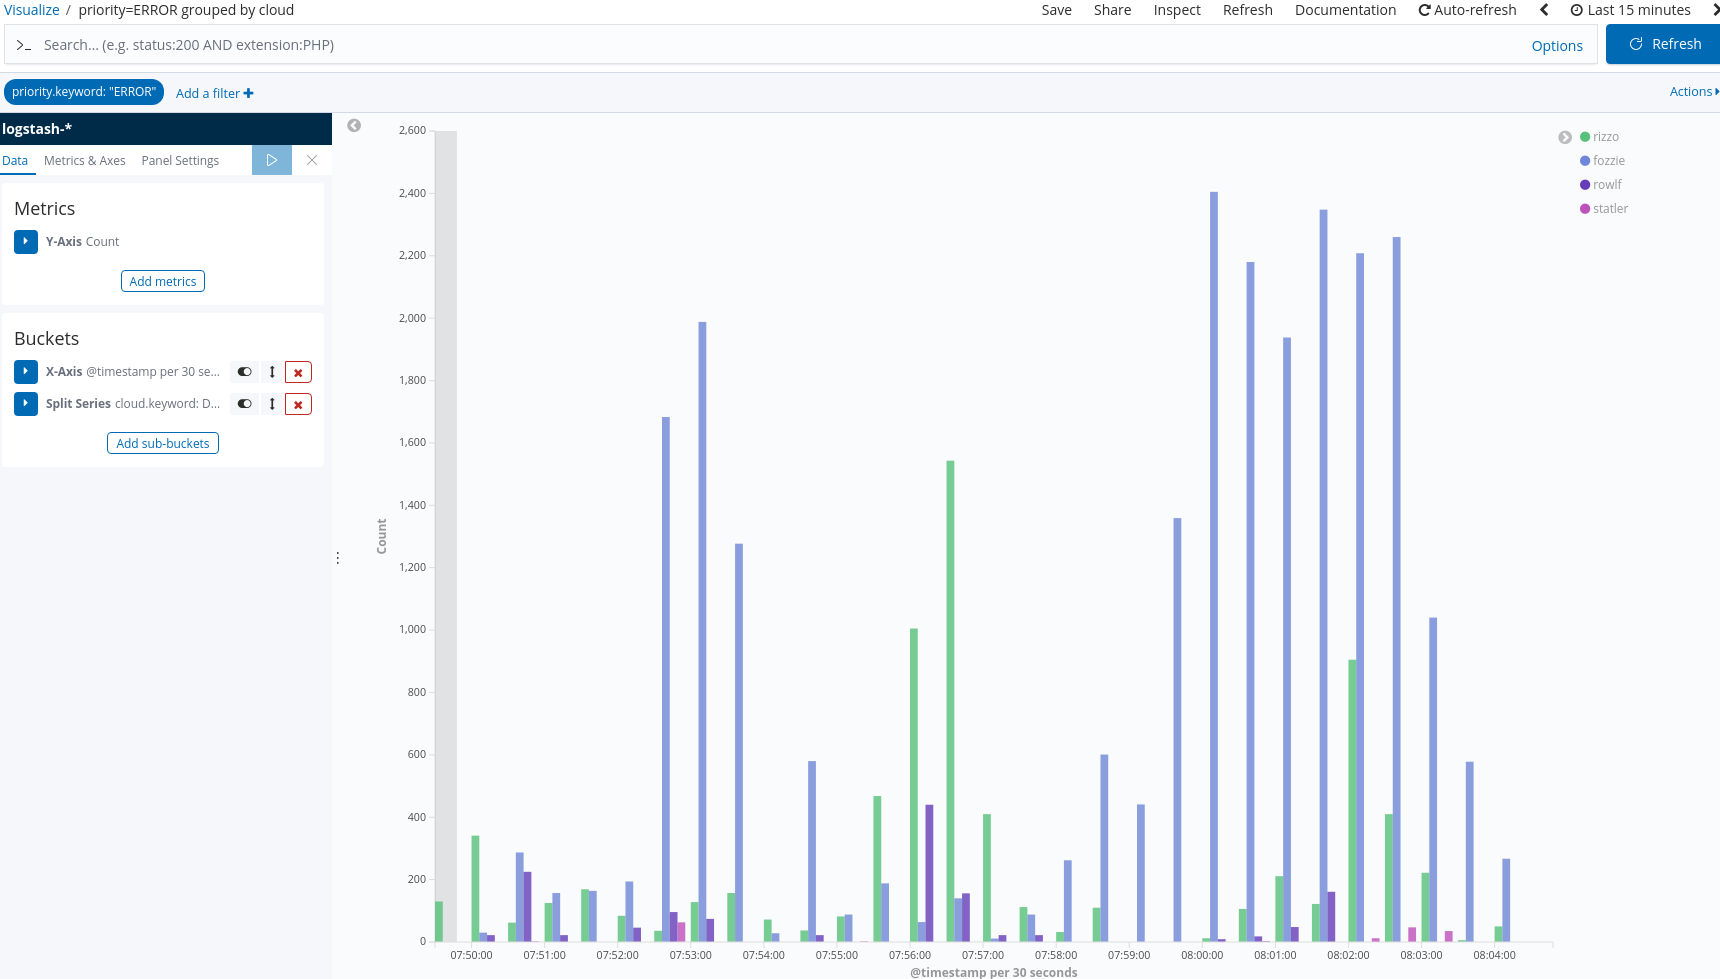 Visualize / priority=ERROR grouped by cloud
Save Share Inspect Refresh Documentation Auto-refresh Last 15 minutes
>_ Search... (e.g. status:200 AND extension:PHP)
Options
Refresh
priority.keyword: "ERROR"
Add a filter +
Actions
logstash-*
Data Metrics & Axes Panel Settings
Metrics
Y-Axis Count
Add metrics
Buckets
X-Axis @timestamp per 30 se...
Split Series cloud.keyword: D...
Add sub-buckets
2,600
2,400
2,200
2,000
1,800
1,600
1,400
1,200
1,000
800
600
400
200
0
Count
07:50:00 07:51:00 07:52:00 07:53:00 07:54:00 07:55:00 07:56:00 07:57:00 07:58:00 07:59:00 08:00:00 08:01:00 08:02:00 08:03:00 08:04:00
@timestamp per 30 seconds
rizzo
fozzie
rowlf
statler